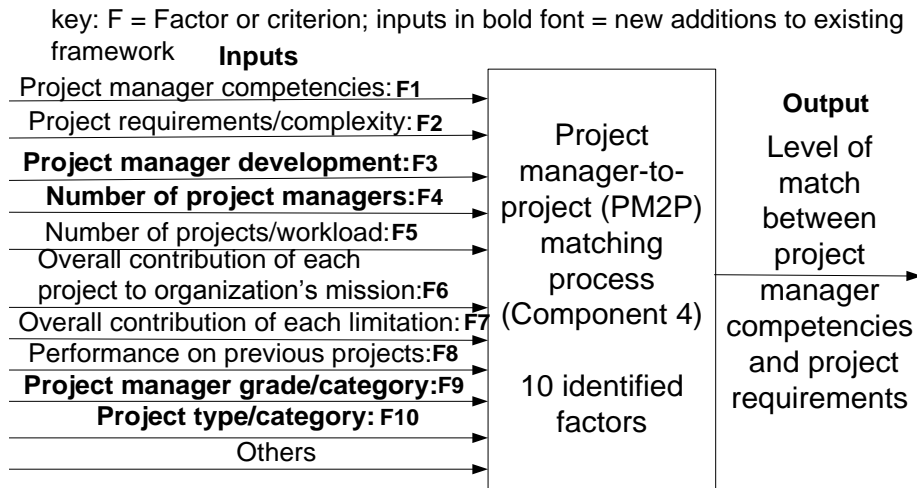 key: F = Factor or criterion; inputs in bold font = new additions to existing
framework
Inputs
Project manager competencies: F1
Project requirements/complexity: F2
Project manager development: F3
Number of project managers: F4
Number of projects/workload: F5
Overall contribution of each
project to organization's mission: F6
Overall contribution of each limitation: F7
Performance on previous projects: F8
Project manager grade/category: F9
Project type/category: F10
Others
Project
manager-to-
project (PM2P)
matching
process
(Component 4)
10 identified
factors
Output
Level of
match
between
project
manager
competencies
and project
requirements